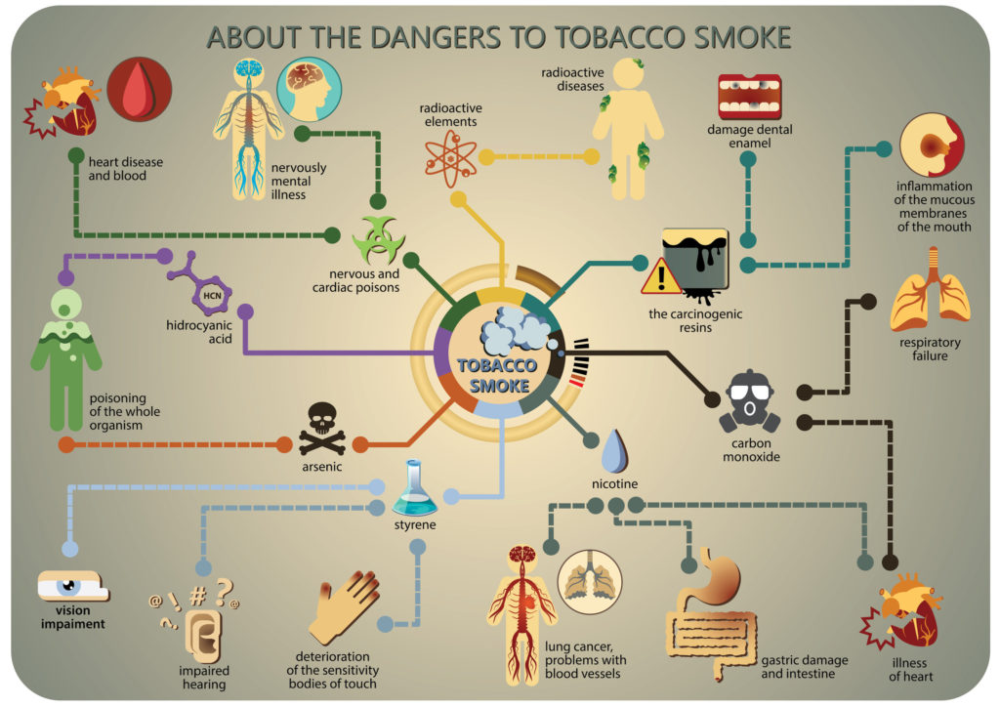 ABOUT THE DANGERS TO TOBACCO SMOKE
heart disease
and blood
nervously
mental
illness
radioactive
elements
radioactive
diseases
damage dental
enamel
inflammation
of the mucous
membranes
of the mouth
nervous and
cardiac poisons
HCN
hidrocyanic
acid
!
the carcinogenic
resins
respiratory
failure
TOBACCO
SMOKE
poisoning
of the whole
organism
arsenic
carbon
monoxide
nicotine
styrene
vision
impaiment
@ ! # ? @
?,
impaired
hearing
deterioration
of the sensitivity
bodies of touch
lung cancer,
problems with
blood vessels
gastric damage
and intestine
illness
of heart